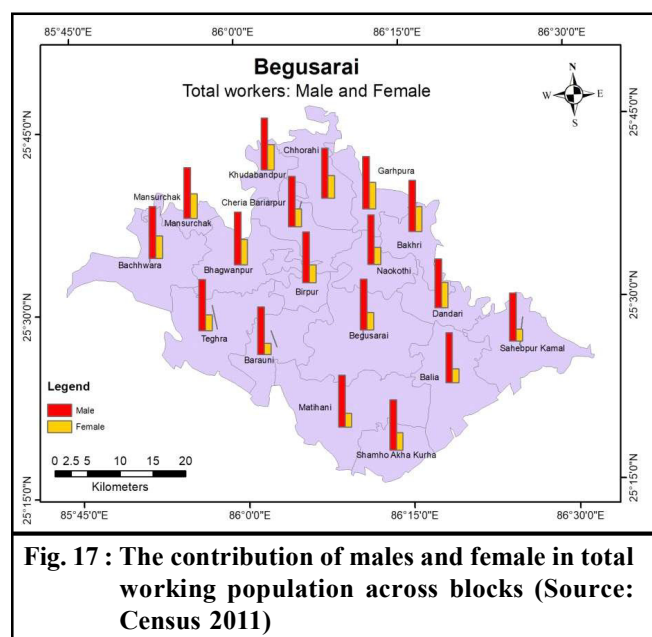 85°45'0"E 86°0'0"E 86°15'0"E 86°30'0"E
Begusarai
Total workers: Male and Female
N
W E
S
25°45'0"N 25°45'0"N
Chhorahi
Khudabandpur
Garhpura
Mansurchak
Cheria Bariarpur
Mansurchak
Bakhri
Bachhwara
Bhagwanpur
Naokothi
Birpur
25°30'0"N 25°30'0"N
Dandari
Teghra
Begusarai
Sahebpur Kamal
Barauni
Balia
Legend
Male
Matihani
Female
Shamho Akha Kurha
0 2.5 5 10 15 20
Kilometers
25°15'0"N 25°15'0"N
85°45'0"E 86°0'0"E 86°15'0"E 86°30'0"E
Fig. 17 : The contribution of males and female in total
working population across blocks (Source:
Census 2011)